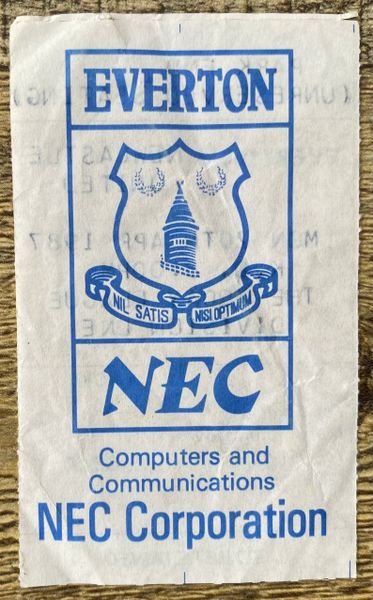 EVERTON
NIL SATIS NISI OPTIMUM
NEC
Computers and
Communications
NEC Corporation